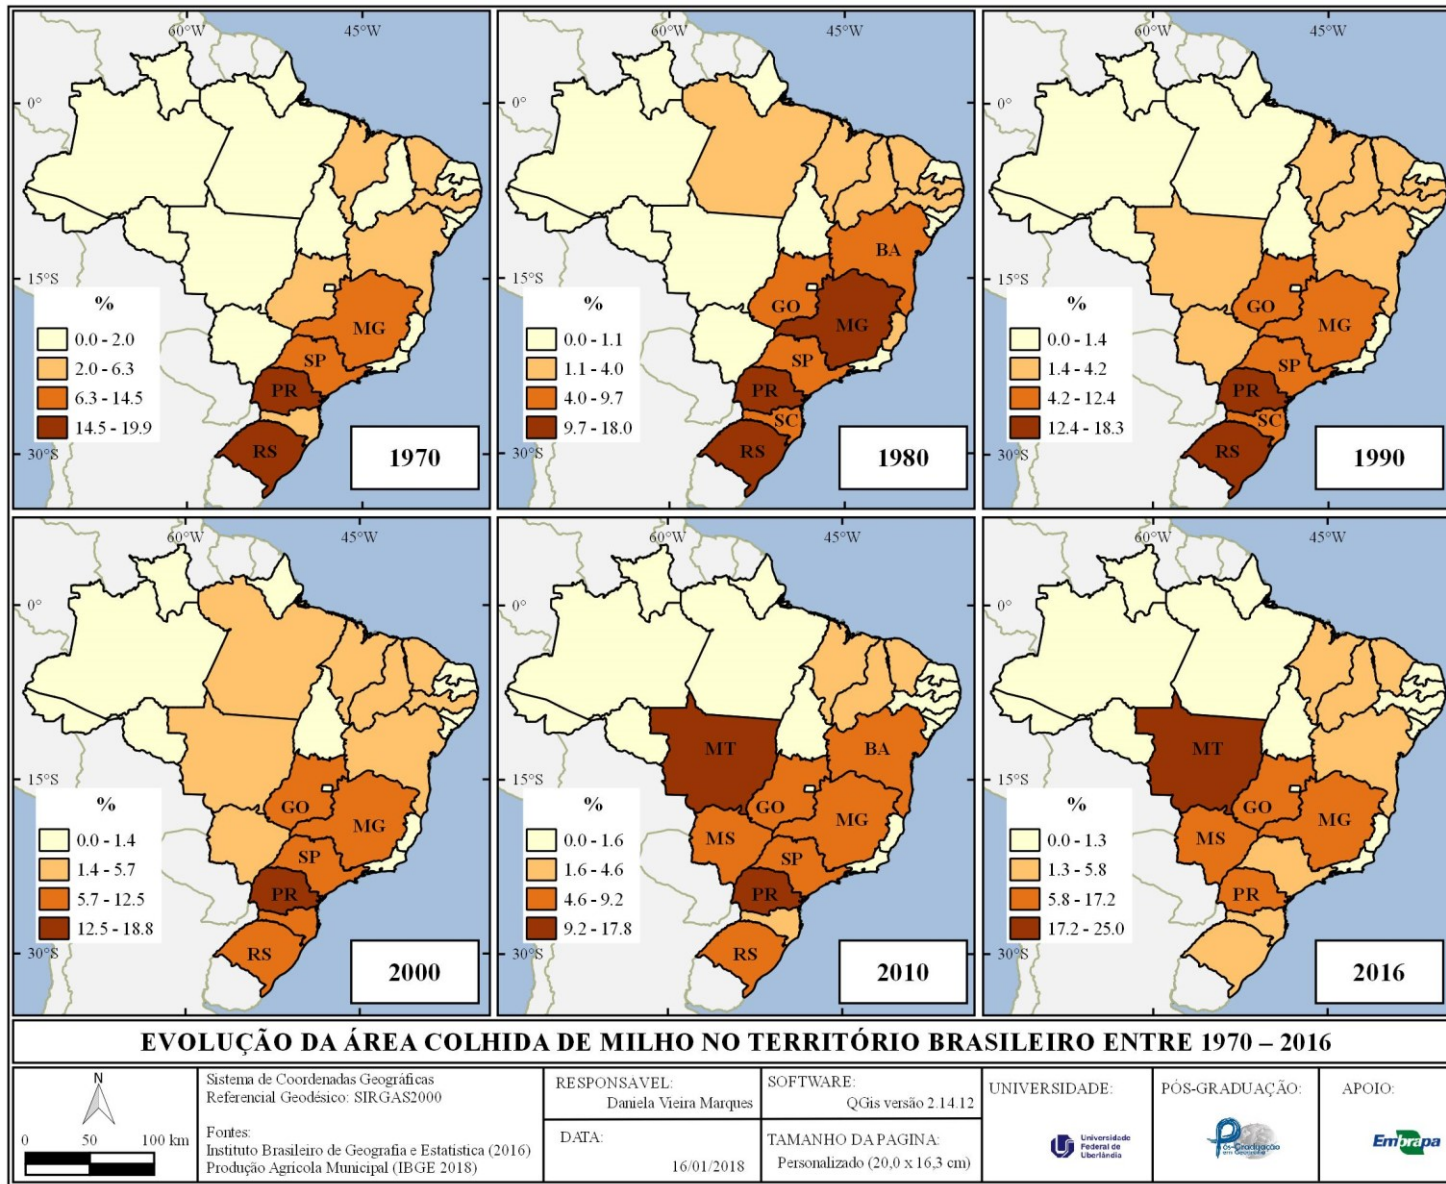 60°W 45°W
0°
15°S
30°S
MG
SP
PR
RS
%
0.0 - 2.0
2.0 - 6.3
6.3 - 14.5
14.5 - 19.9
1970
60°W 45°W
0°
15°S
30°S
BA
GO
MG
SP
PR
SC
RS
%
0.0 - 1.1
1.1 - 4.0
4.0 - 9.7
9.7 - 18.0
1980
60°W 45°W
0°
15°S
30°S
GO
MG
SP
PR
SC
RS
%
0.0 - 1.4
1.4 - 4.2
4.2 - 12.4
12.4 - 18.3
1990
60°W 45°W
0°
15°S
30°S
GO
MG
SP
PR
RS
%
0.0 - 1.4
1.4 - 5.7
5.7 - 12.5
12.5 - 18.8
2000
60°W 45°W
0°
15°S
30°S
MT
BA
GO
MG
MS
SP
PR
RS
%
0.0 - 1.6
1.6 - 4.6
4.6 - 9.2
9.2 - 17.8
2010
60°W 45°W
0°
15°S
30°S
MT
GO
MG
MS
PR
%
0.0 - 1.3
1.3 - 5.8
5.8 - 17.2
17.2 - 25.0
2016
EVOLUÇÃO DA ÁREA COLHIDA DE MILHO NO TERRITÓRIO BRASILEIRO ENTRE 1970 – 2016
N
0 50 100 km
Sistema de Coordenadas Geográficas
Referencial Geodésico: SIRGAS2000
Fontes:
Instituto Brasileiro de Geografia e Estatística (2016)
Produção Agricola Municipal (IBGE 2018)
RESPONSAVEL:
Daniela Vieira Marques
DATA:
16/01/2018
SOFTWARE:
QGis versão 2.14.12
TAMANHO DA PAGINA:
Personalizado (20,0 x 16,3 cm)
UNIVERSIDADE:
Universidade
Federal de
Uberlândia
PÓS-GRADUAÇÃO:
Pós-Graduação
em Geografia
APOIO:
Embrapa